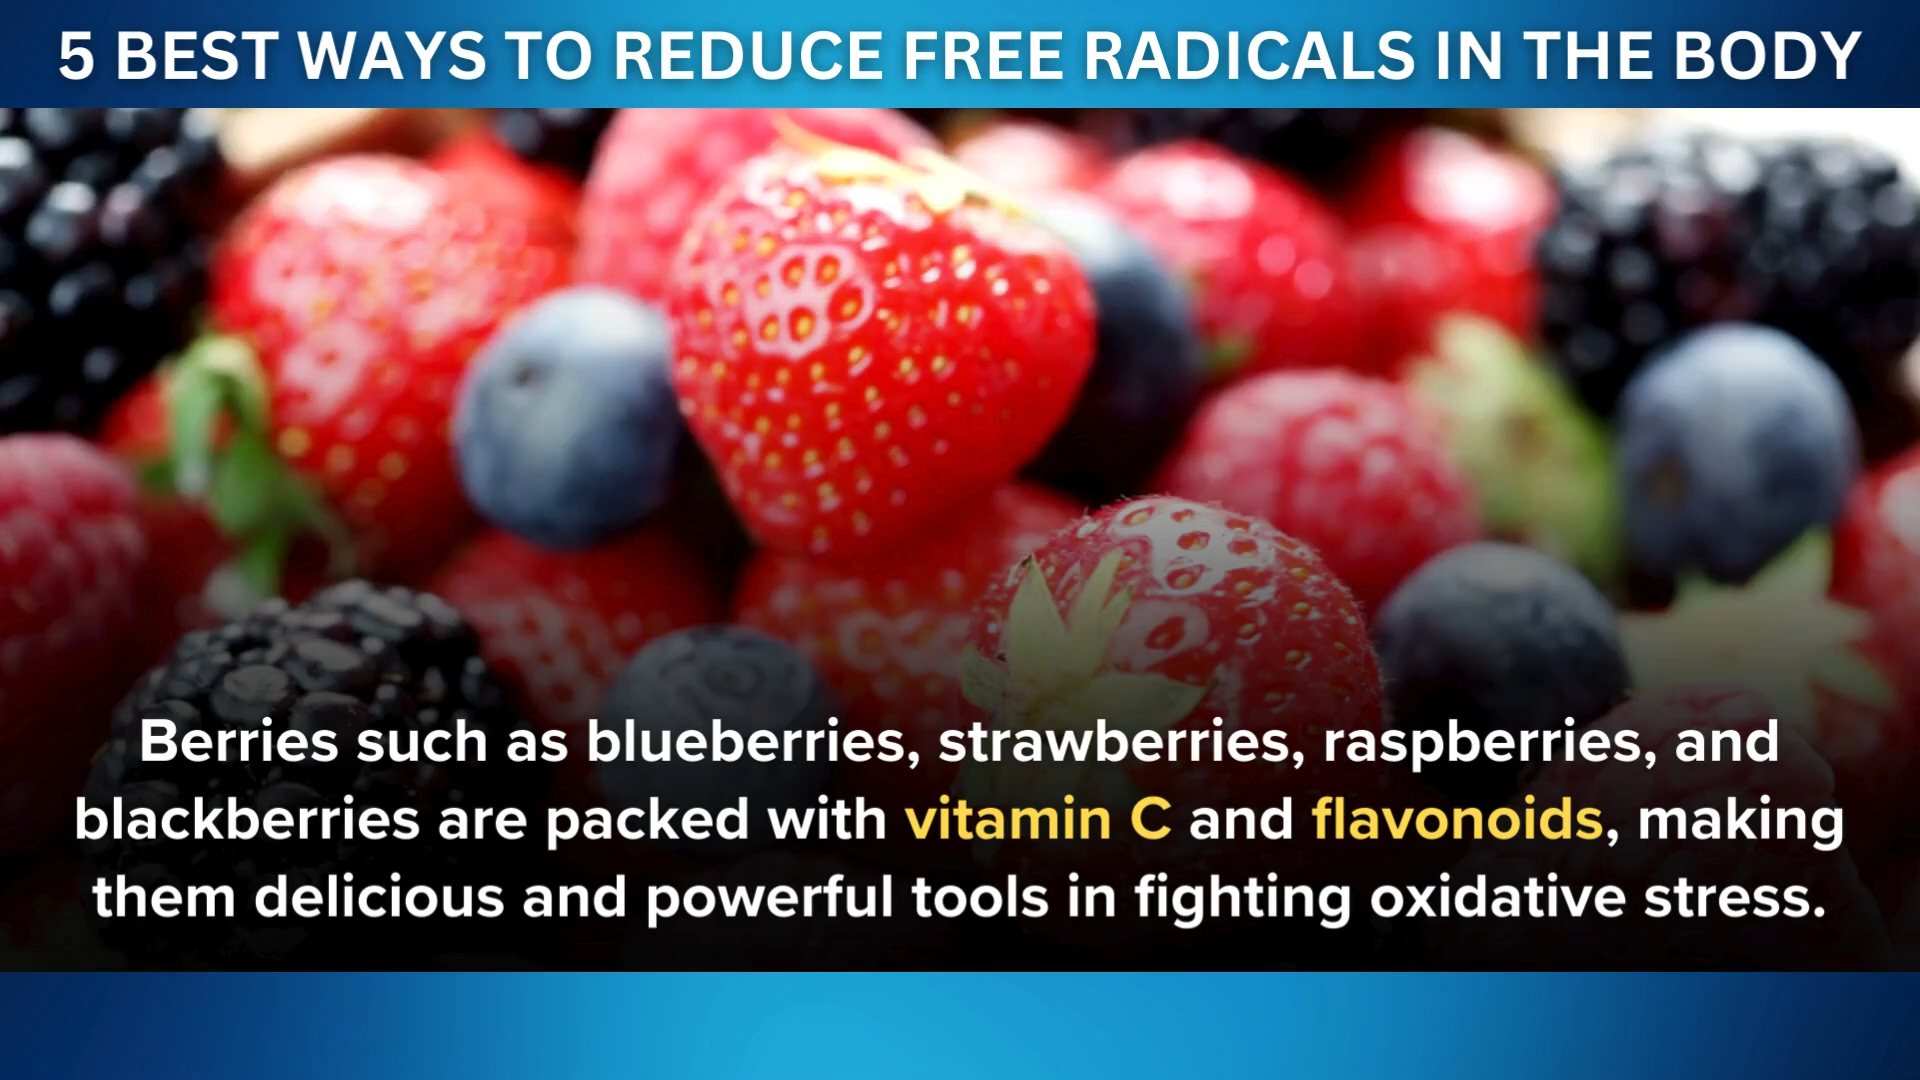 5 BEST WAYS TO REDUCE FREE RADICALS IN THE BODY
Berries such as blueberries, strawberries, raspberries, and
blackberries are packed with vitamin C and flavonoids, making
them delicious and powerful tools in fighting oxidative stress.